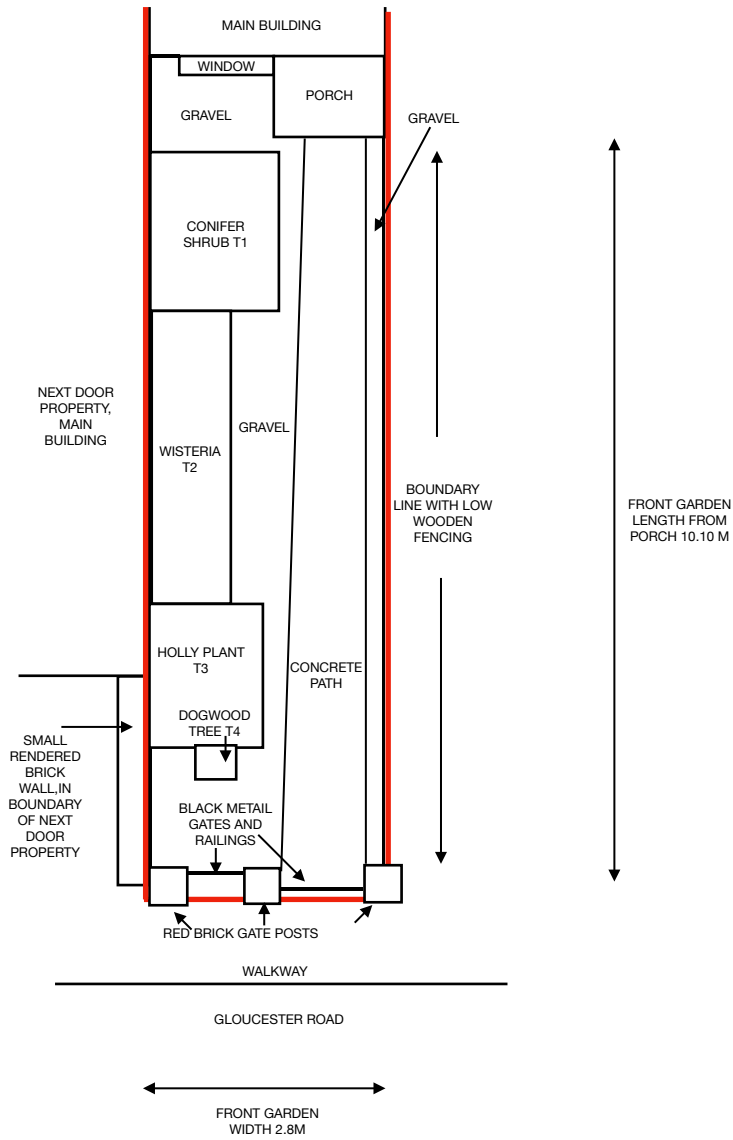 MAIN BUILDING
WINDOW
PORCH
GRAVEL
GRAVEL
CONIFER
SHRUB T1
NEXT DOOR
PROPERTY,
MAIN
BUILDING
GRAVEL
WISTERIA
T2
BOUNDARY
LINE WITH LOW
WOODEN
FENCING
FRONT GARDEN
LENGTH FROM
PORCH 10.10 M
HOLLY PLANT
T3
CONCRETE
PATH
DOGWOOD
TREE T4
SMALL
RENDERED
BRICK
WALL,IN
BOUNDARY
OF NEXT
DOOR
PROPERTY
BLACK METAIL
GATES AND
RAILINGS
RED BRICK GATE POSTS
WALKWAY
GLOUCESTER ROAD
FRONT GARDEN
WIDTH 2.8M